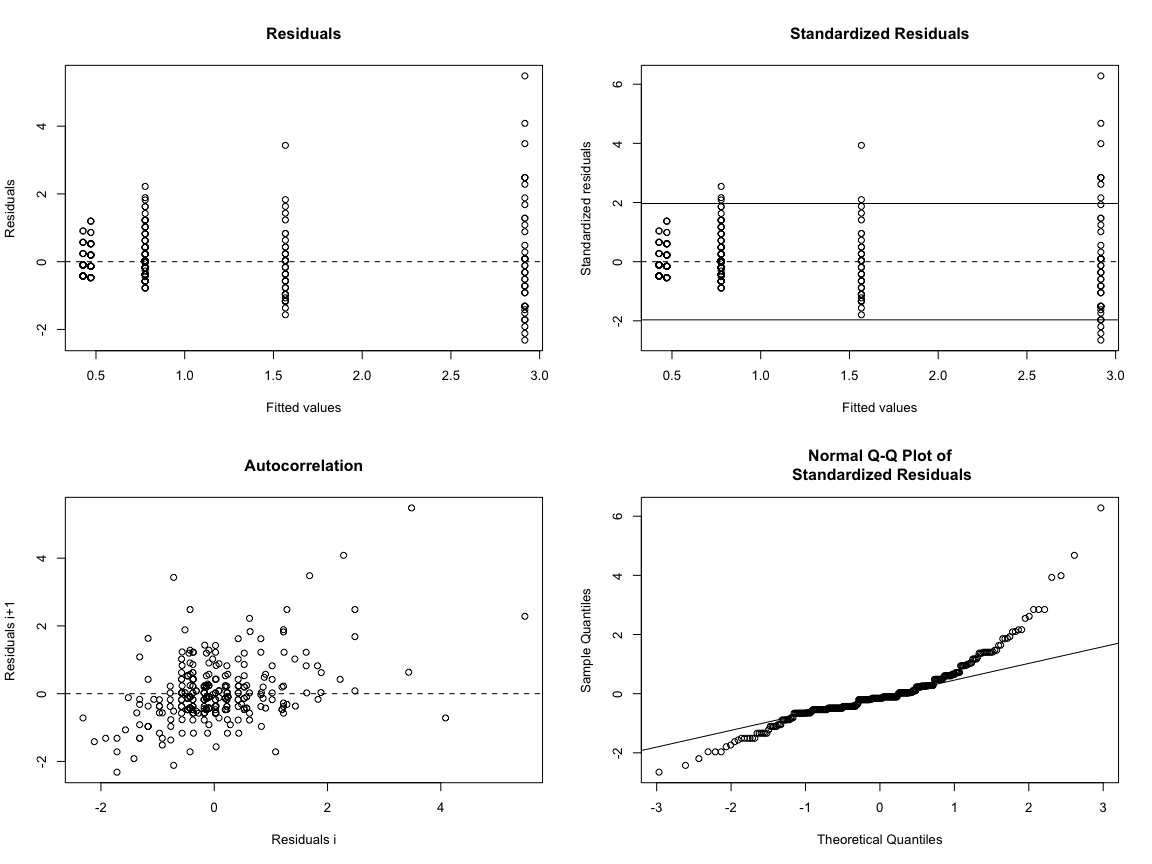 Residuals
Residuals
4
2
0
-2
0.5 1.0 1.5 2.0 2.5 3.0
Fitted values
Standardized Residuals
Standardized residuals
6
4
2
0
-2
0.5 1.0 1.5 2.0 2.5 3.0
Fitted values
Autocorrelation
Residuals i+1
4
2
0
-2
-2 0 2 4
Residuals i
Normal Q-Q Plot of
Standardized Residuals
Sample Quantiles
6
4
2
0
-2
-3 -2 -1 0 1 2 3
Theoretical Quantiles